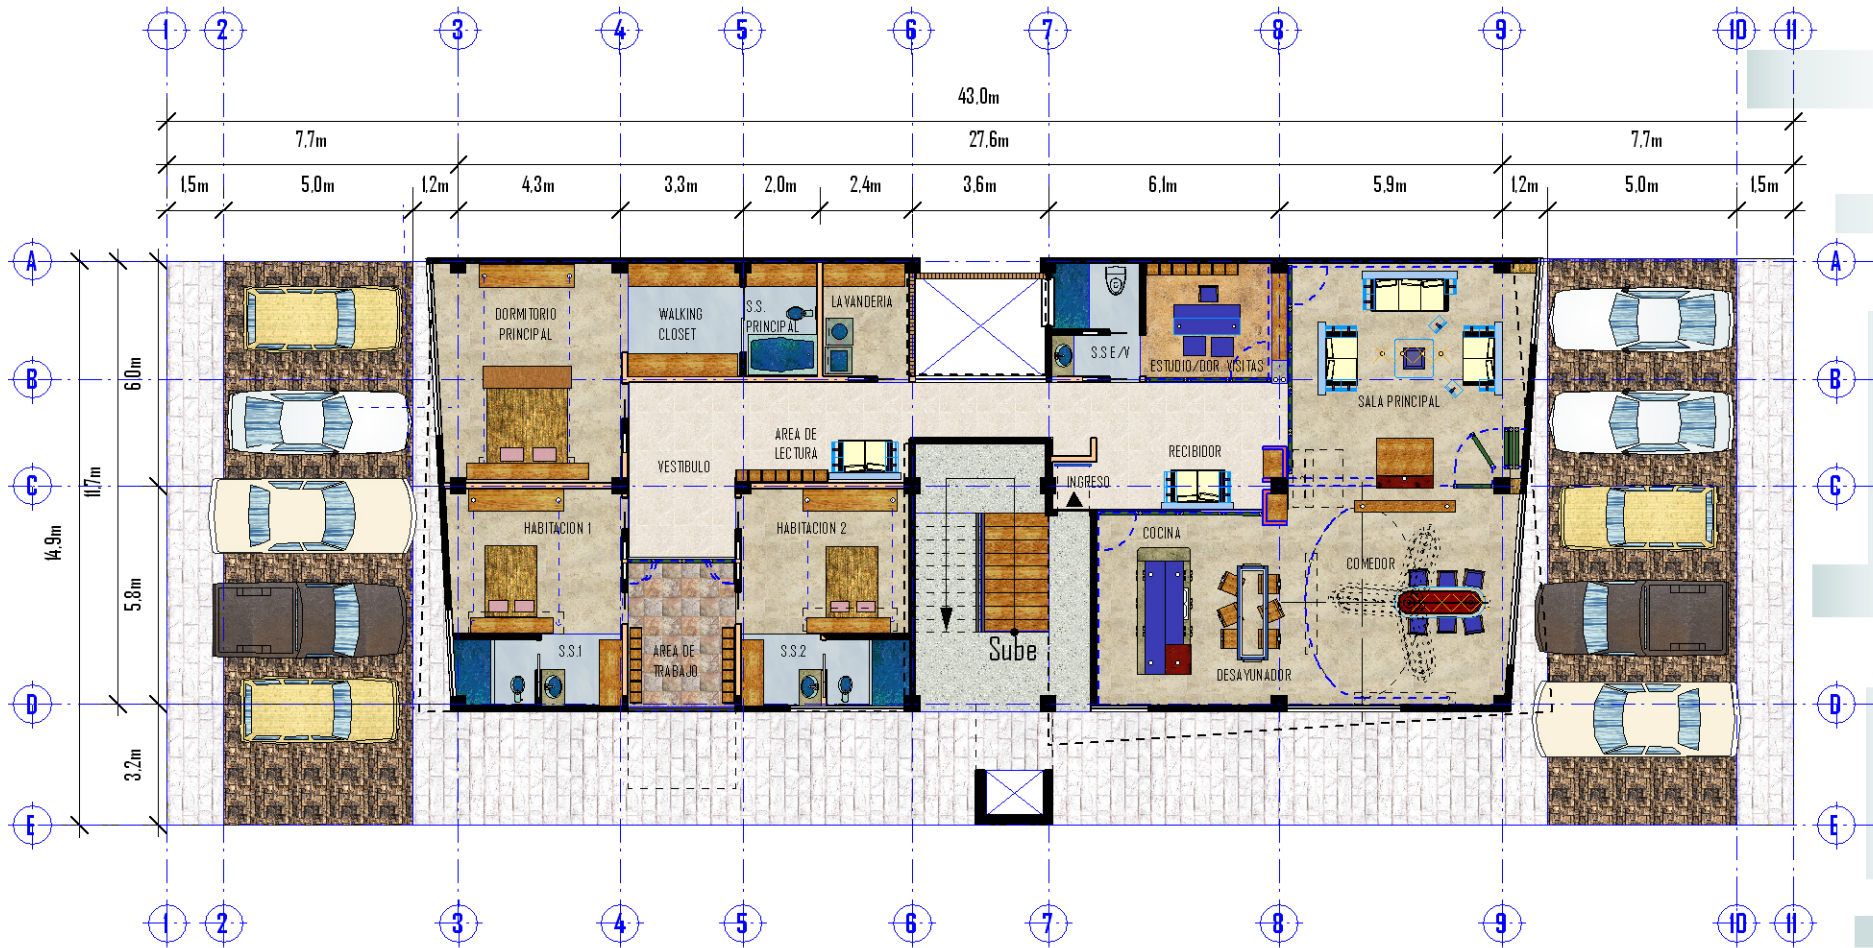 1 2 3 4 5 6 7 8 9 10 11
43,0m
7,7m 27,6m 7,7m
1,5m 5,0m 1,2m 4,3m 3,3m 2,0m 2,4m 3,6m 6,1m 5,9m 1,2m 5,0m 1,5m
A A
B B
C C
D D
E E
6,0m
11,7m
14,9m
5,8m
3,2m
DORMITORIO
PRINCIPAL
WALKING
CLOSET
S.S.
PRINCIPAL
LAVANDERIA
S.S E/V
ESTUDIO/DOR. VISITAS
SALA PRINCIPAL
AREA DE
LECTURA
VESTIBULO
RECIBIDOR
INGRESO
HABITACION 1
HABITACION 2
COCINA
COMEDOR
S.S.1
AREA DE
TRABAJO
S.S.2
Sube
DESAYUNADOR
1 2 3 4 5 6 7 8 9 10 11